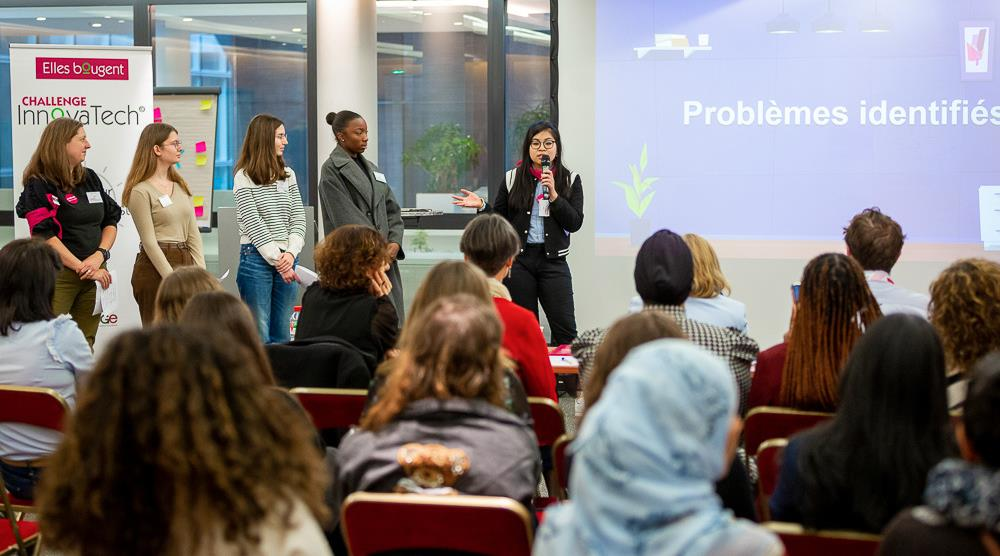 Elles bougent
CHALLENGE
InnovaTech©
Problèmes identifiés